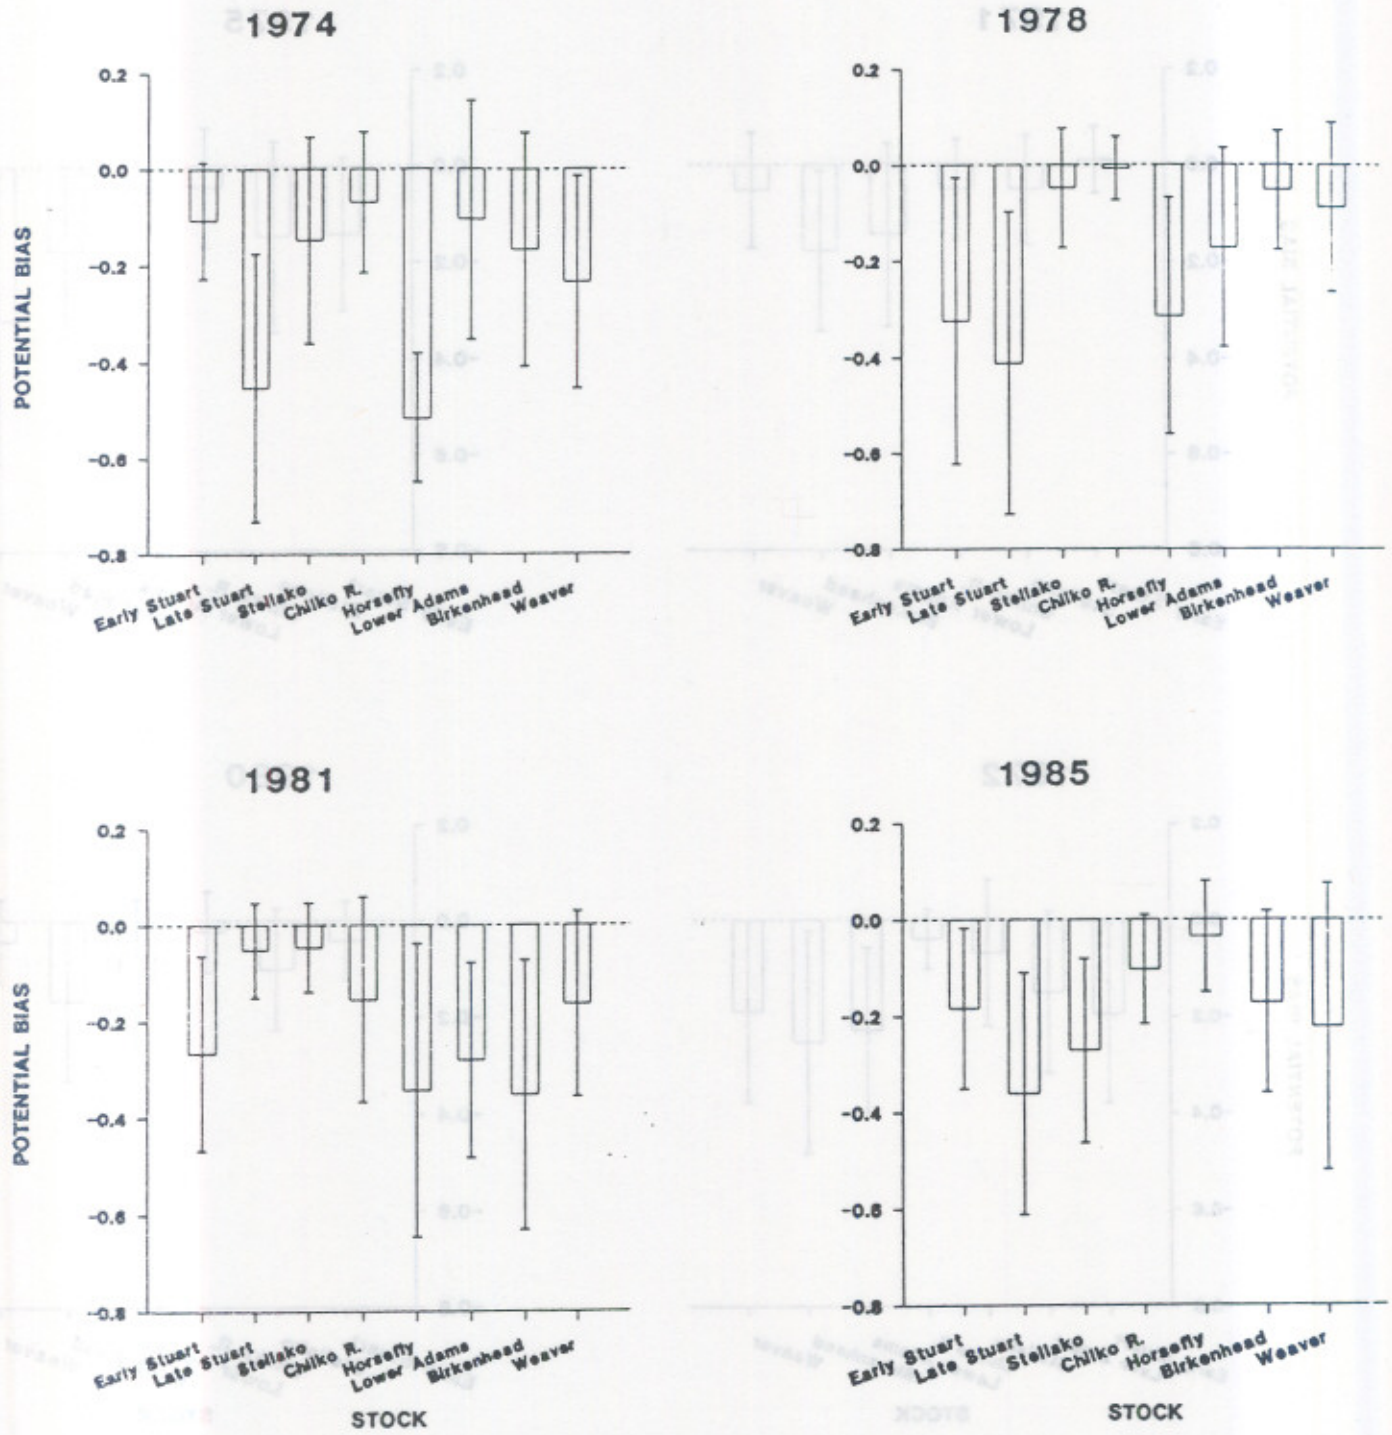 1974
0.2
0.0
-0.2
-0.4
-0.6
-0.8
POTENTIAL BIAS
Early Stuart
Late Stuart
Stellako
Chilko R.
Horsefly
Lower Adams
Birkenhead
Weaver
1978
0.2
0.0
-0.2
-0.4
-0.6
-0.8
Early Stuart
Late Stuart
Stellako
Chilko R.
Horsefly
Lower Adams
Birkenhead
Weaver
1981
0.2
0.0
-0.2
-0.4
-0.6
-0.8
POTENTIAL BIAS
Early Stuart
Late Stuart
Stellako
Chilko R.
Horsefly
Lower Adams
Birkenhead
Weaver
STOCK
1985
0.2
0.0
-0.2
-0.4
-0.6
-0.8
Early Stuart
Late Stuart
Stellako
Chilko R.
Horsefly
Birkenhead
Weaver
STOCK